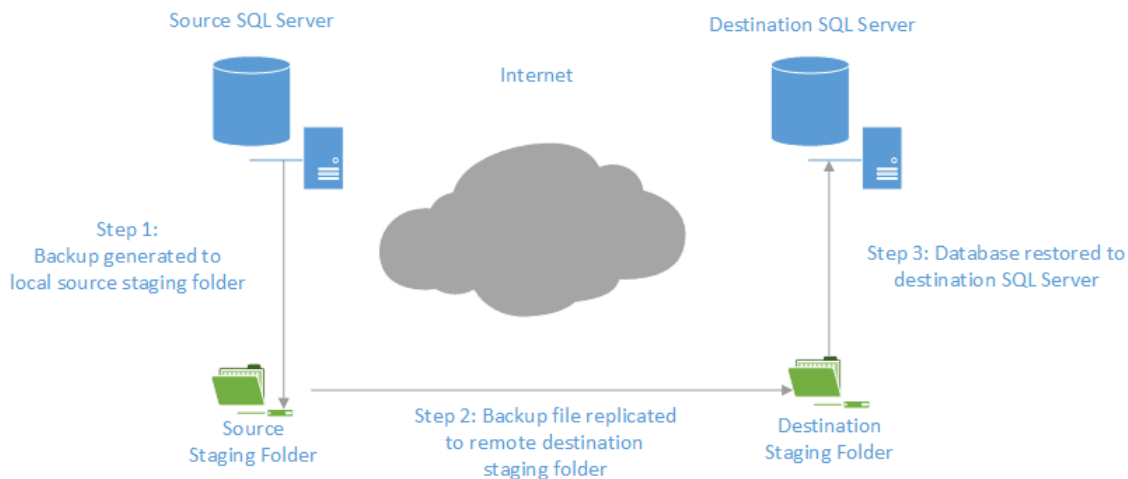 Source SQL Server
Destination SQL Server
Internet
Step 1:
Backup generated to
local source staging folder
Step 3: Database restored to
destination SQL Server
Source
Staging Folder
Step 2: Backup file replicated
to remote destination
staging folder
Destination
Staging Folder